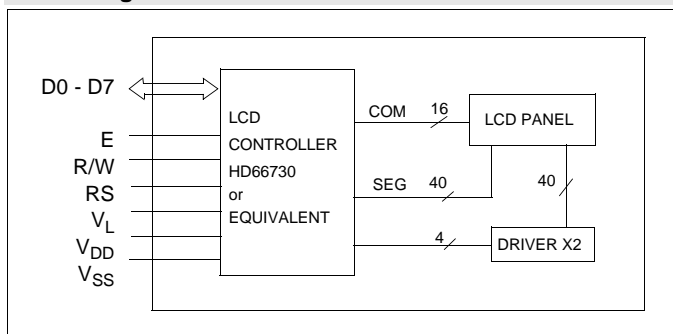 D0 - D7
E
R/W
RS
VL
VDD
VSS
LCD
CONTROLLER
HD66730
or
EQUIVALENT
COM 16
SEG 40
4
LCD PANEL
40
DRIVER X2